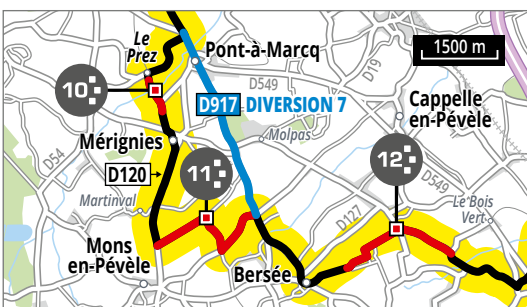 Le
Prez
Pont-à-Marcq
1500 m
D19
D549
10
D917 DIVERSION 7
Cappelle
en-Pévèle
Mérignies
Molpas
D54
11
12
D120
D549
Martinval
D127
Le Bois
Vert
Mons
en-Pévèle
Bersée